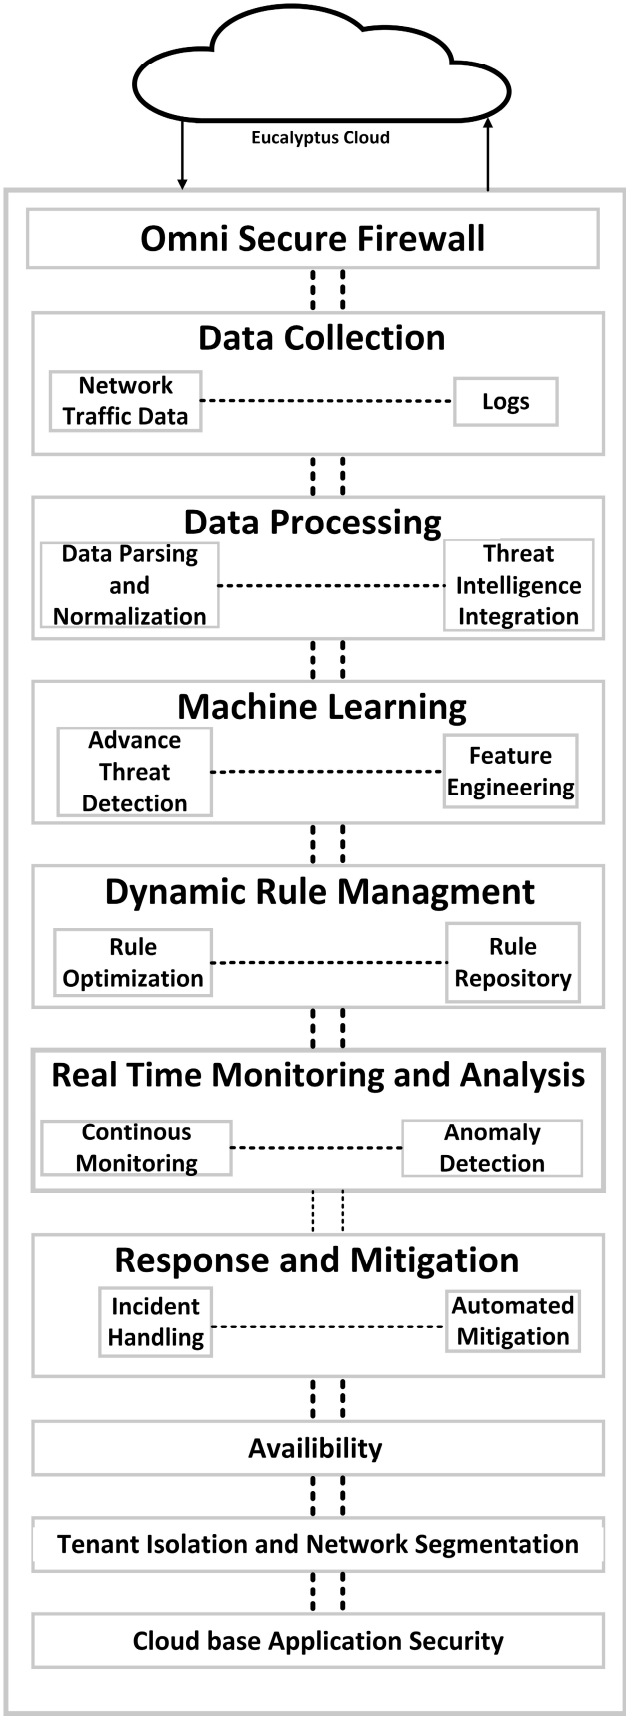 Eucalyptus Cloud
Omni Secure Firewall
Data Collection
Network
Traffic Data
Logs
Data Processing
Data Parsing
and
Normalization
Threat
Intelligence
Integration
Machine Learning
Advance
Threat
Detection
Feature
Engineering
Dynamic Rule Managment
Rule
Optimization
Rule
Repository
Real Time Monitoring and Analysis
Continous
Monitoring
Anomaly
Detection
Response and Mitigation
Incident
Handling
Automated
Mitigation
Availibility
Tenant Isolation and Network Segmentation
Cloud base Application Security